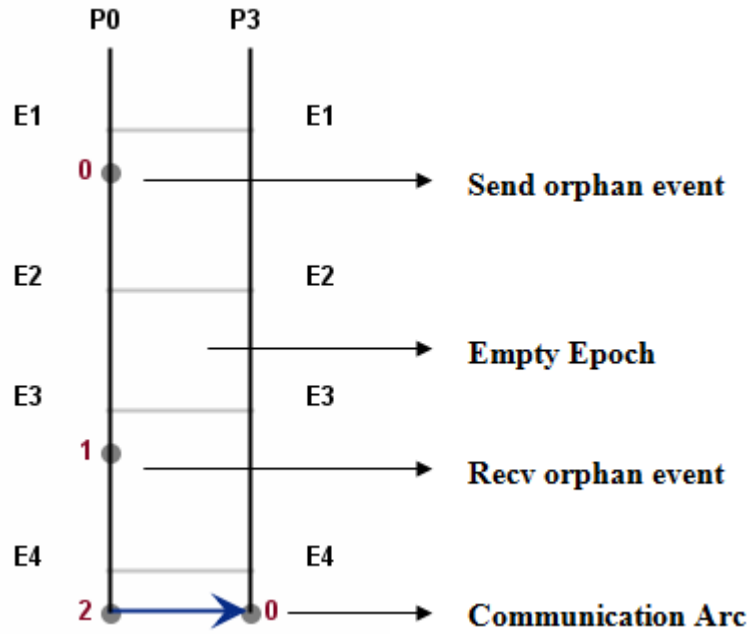 P0 P3
E1 E1
0 Send orphan event
E2 E2
Empty Epoch
E3 E3
1 Recv orphan event
E4 E4
2 0 Communication Arc